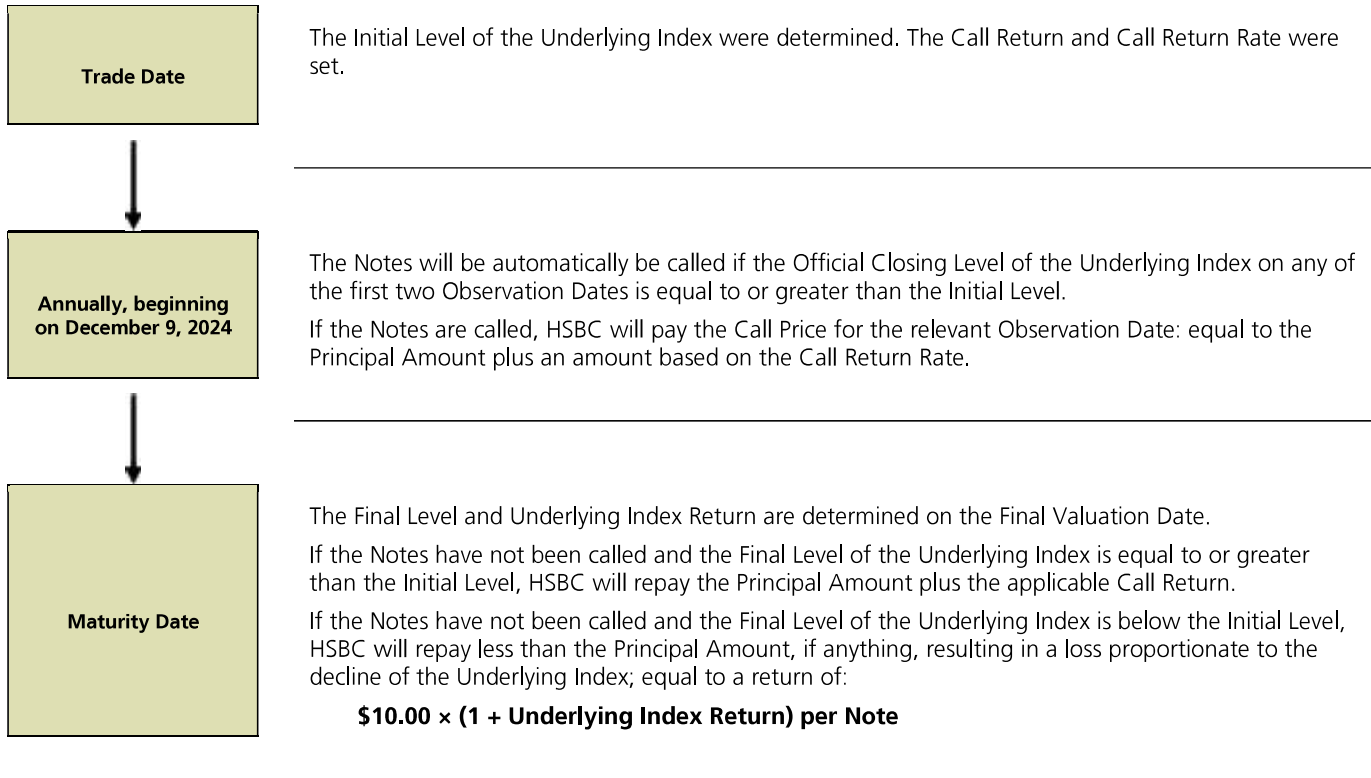 Trade Date
The Initial Level of the Underlying Index were determined. The Call Return and Call Return Rate were
set.
Annually, beginning
on December 9, 2024
The Notes will be automatically be called if the Official Closing Level of the Underlying Index on any of
the first two Observation Dates is equal to or greater than the Initial Level.
If the Notes are called, HSBC will pay the Call Price for the relevant Observation Date: equal to the
Principal Amount plus an amount based on the Call Return Rate.
Maturity Date
The Final Level and Underlying Index Return are determined on the Final Valuation Date.
If the Notes have not been called and the Final Level of the Underlying Index is equal to or greater
than the Initial Level, HSBC will repay the Principal Amount plus the applicable Call Return.
If the Notes have not been called and the Final Level of the Underlying Index is below the Initial Level,
HSBC will repay less than the Principal Amount, if anything, resulting in a loss proportionate to the
decline of the Underlying Index; equal to a return of:
$10.00 × (1 + Underlying Index Return) per Note